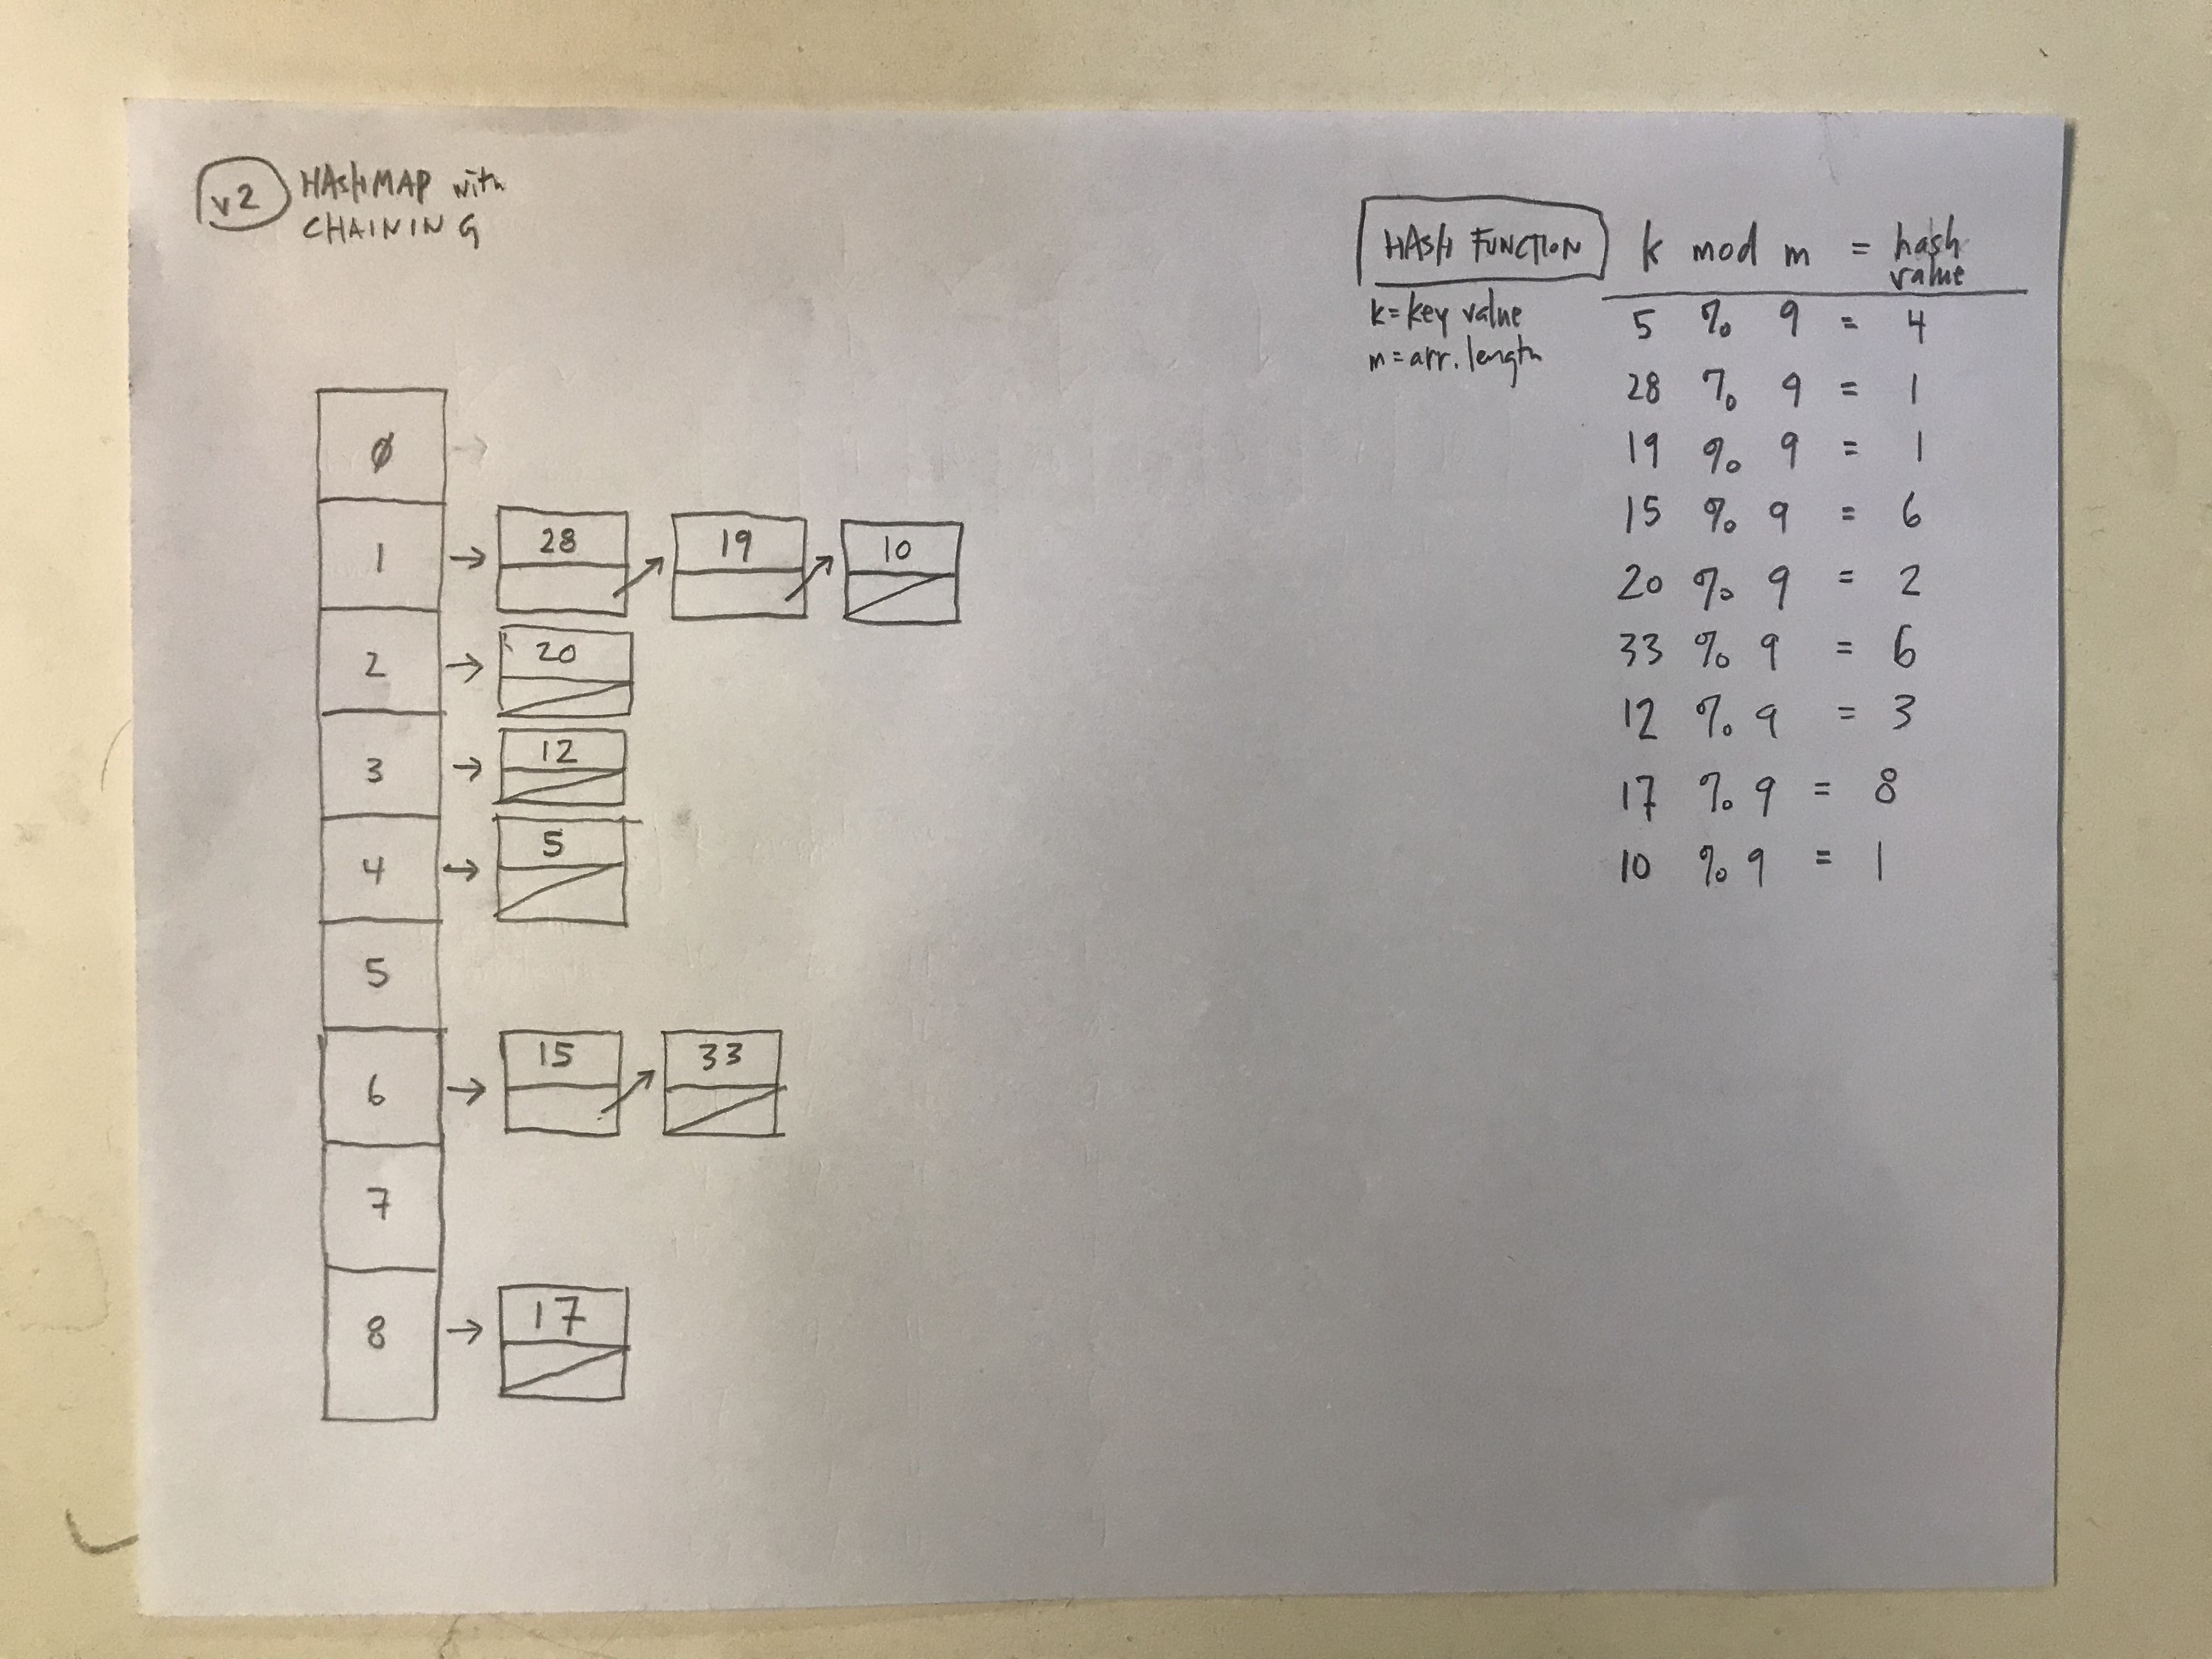 v2 HASHMAP with
CHAINING
HASH FUNCTION
k = key value
m = arr. length
k mod m = hash value
5 % 9 = 4
28 % 9 = 1
19 % 9 = 1
15 % 9 = 6
20 % 9 = 2
33 % 9 = 6
12 % 9 = 3
17 % 9 = 8
10 % 9 = 1
0 →
1 → 28 → 19 → 10
2 → 20
3 → 12
4 → 5
5
6 → 15 → 33
7
8 → 17